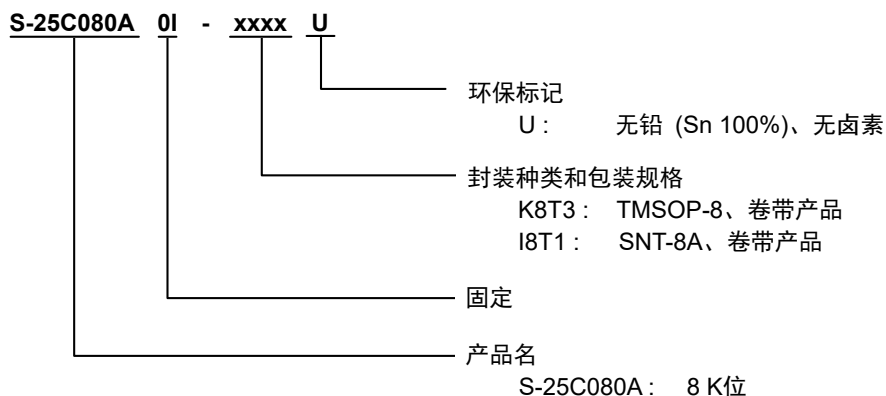 S-25C080A 0I - xxxx U
环保标记
U : 无铅 (Sn 100%)、无卤素
封装种类和包装规格
K8T3 : TMSOP-8、卷带产品
I8T1 : SNT-8A、卷带产品
固定
产品名
S-25C080A : 8 K位